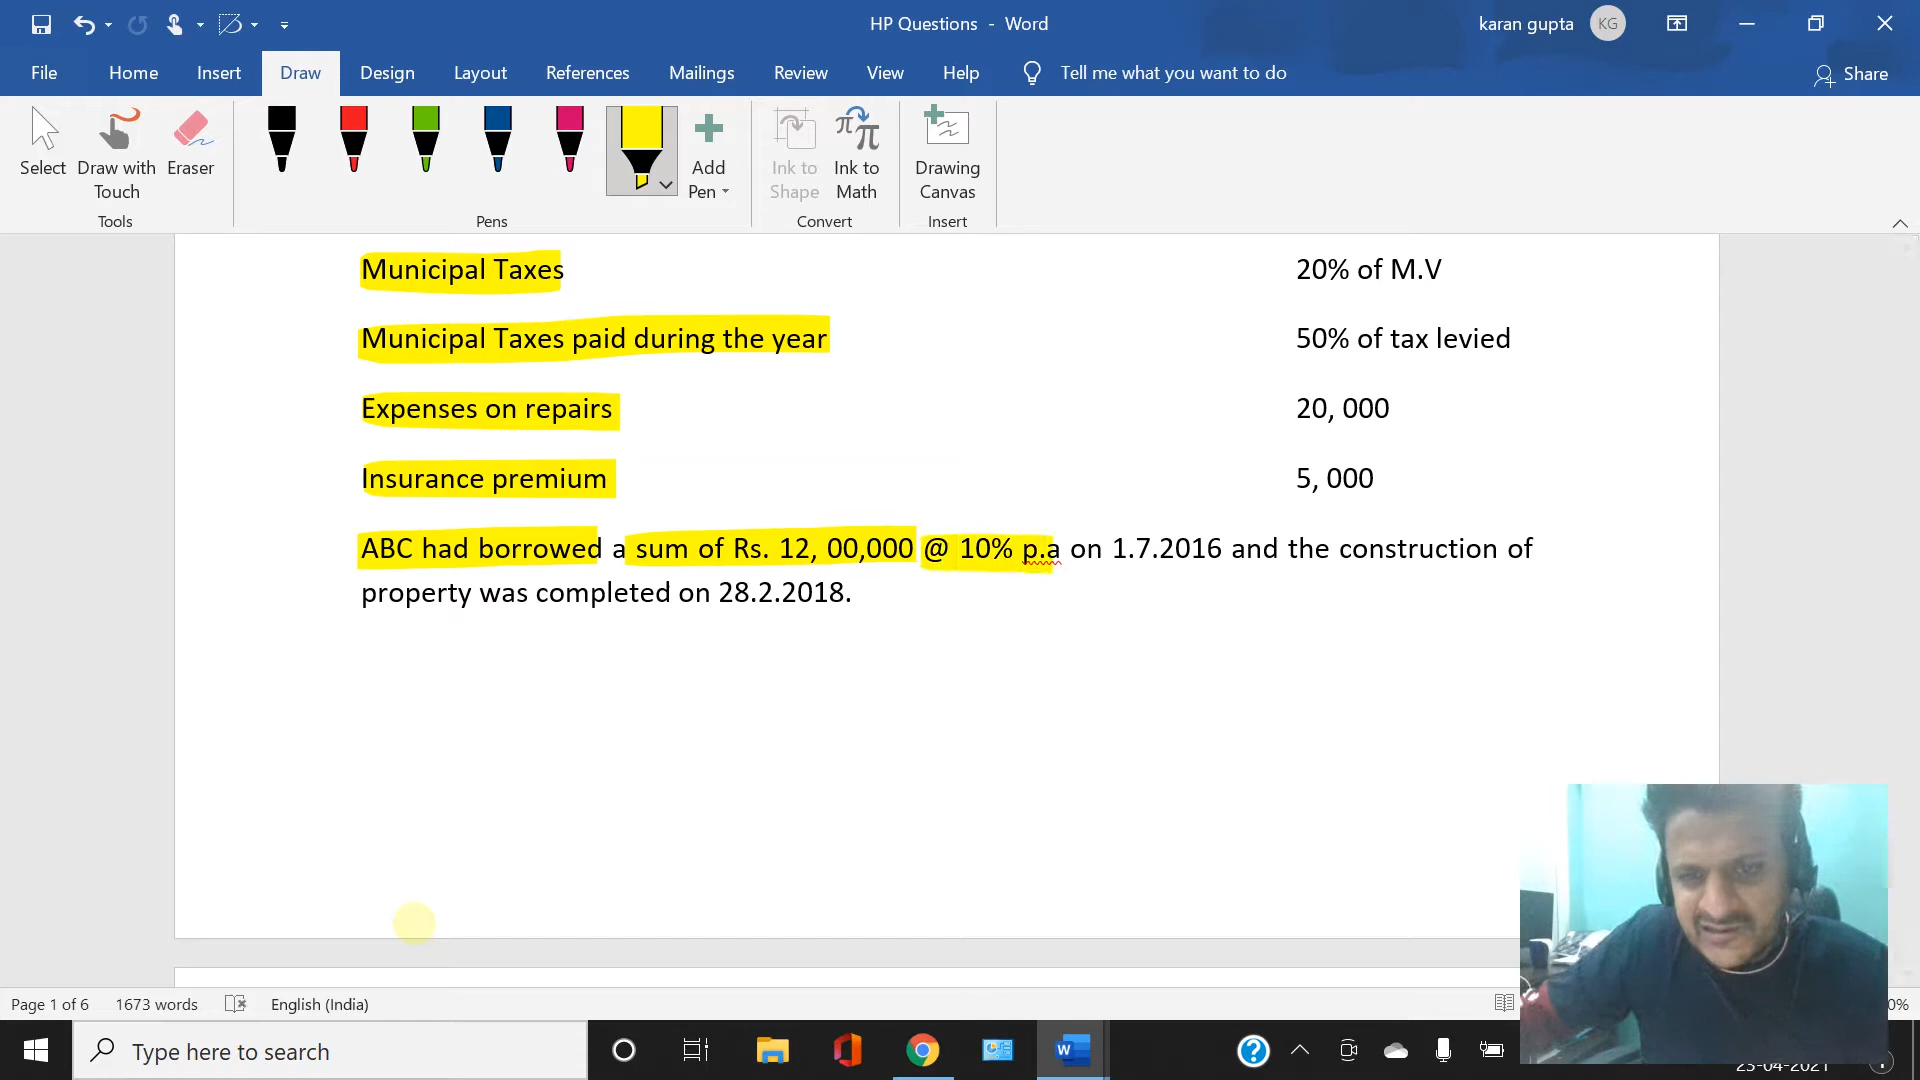 HP Questions - Word
karan gupta
KG
File Home Insert Draw Design Layout References Mailings Review View Help Tell me what you want to do
Share
Select
Draw with Touch
Eraser
Add Pen
Ink to Shape
Ink to Math
Drawing Canvas
Tools Pens Convert Insert
Municipal Taxes 20% of M.V
Municipal Taxes paid during the year 50% of tax levied
Expenses on repairs 20, 000
Insurance premium 5, 000
ABC had borrowed a sum of Rs. 12, 00,000 @ 10% p.a on 1.7.2016 and the construction of
property was completed on 28.2.2018.
Page 1 of 6 1673 words English (India)
Type here to search